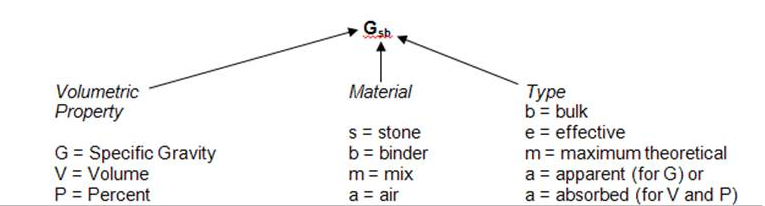 Gsb
Volumetric
Property
G = Specific Gravity
V = Volume
P = Percent
Material
s = stone
b = binder
m = mix
a = air
Type
b = bulk
e = effective
m = maximum theoretical
a = apparent (for G) or
a = absorbed (for V and P)